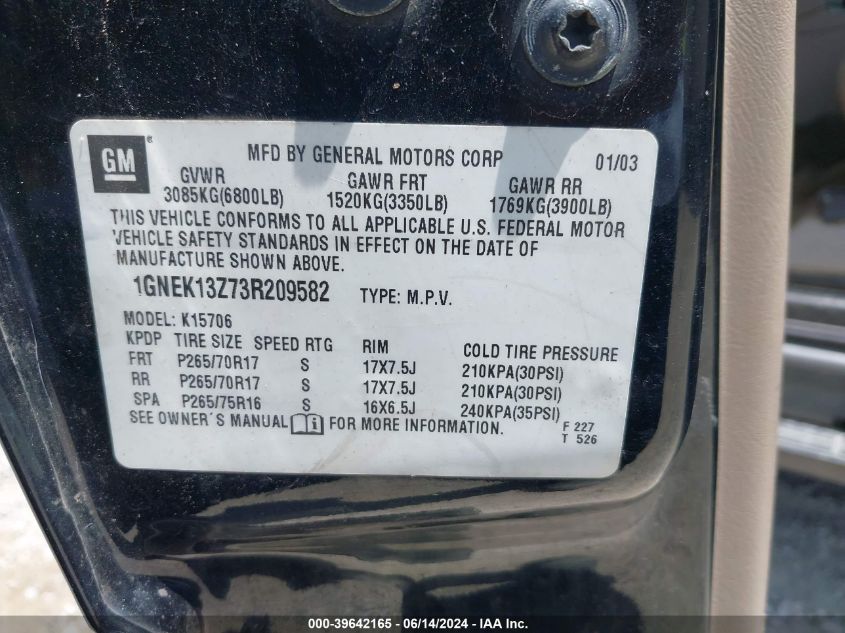 GM
®
MFD BY GENERAL MOTORS CORP 01/03
GVWR GAWR FRT GAWR RR
3085KG(6800LB) 1520KG(3350LB) 1769KG(3900LB)
THIS VEHICLE CONFORMS TO ALL APPLICABLE U.S. FEDERAL MOTOR
VEHICLE SAFETY STANDARDS IN EFFECT ON THE DATE OF
MANUFACTURE SHOWN ABOVE.
1GNEK13Z73R209582 TYPE: M.P.V.
MODEL: K15706
KPDP TIRE SIZE SPEED RTG RIM COLD TIRE PRESSURE
FRT P265/70R17 S 17X7.5J 210KPA(30PSI)
RR P265/70R17 S 17X7.5J 210KPA(30PSI)
SPA P265/75R16 S 16X6.5J 240KPA(35PSI)
SEE OWNER'S MANUAL i FOR MORE INFORMATION.
F 227
T 526
000-39642165 - 06/14/2024 - IAA Inc.